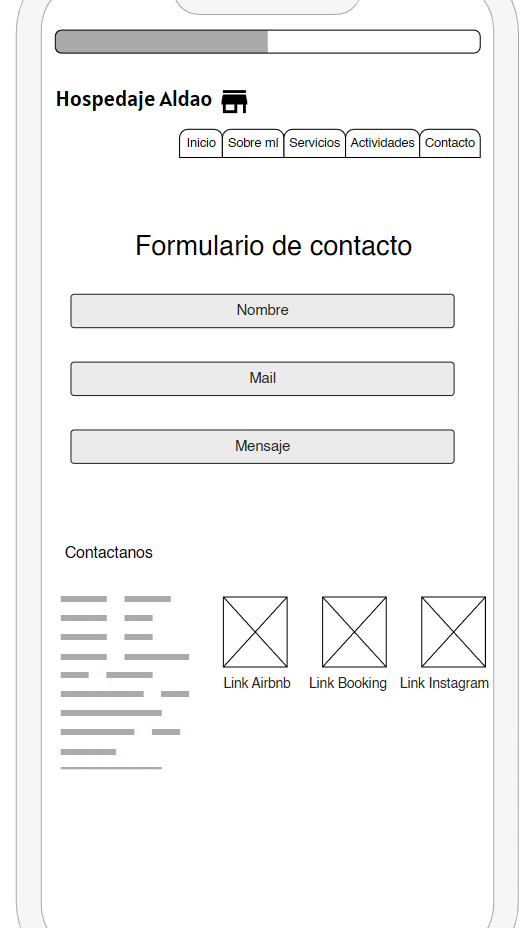 Hospedaje Aldao
Inicio Sobre mí Servicios Actividades Contacto
Formulario de contacto
Nombre
Mail
Mensaje
Contactanos
Link Airbnb Link Booking Link Instagram